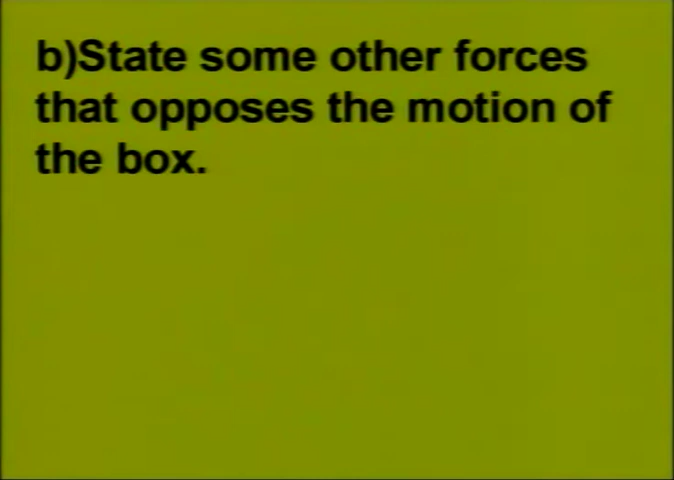 b)State some other forces
that opposes the motion of
the box.